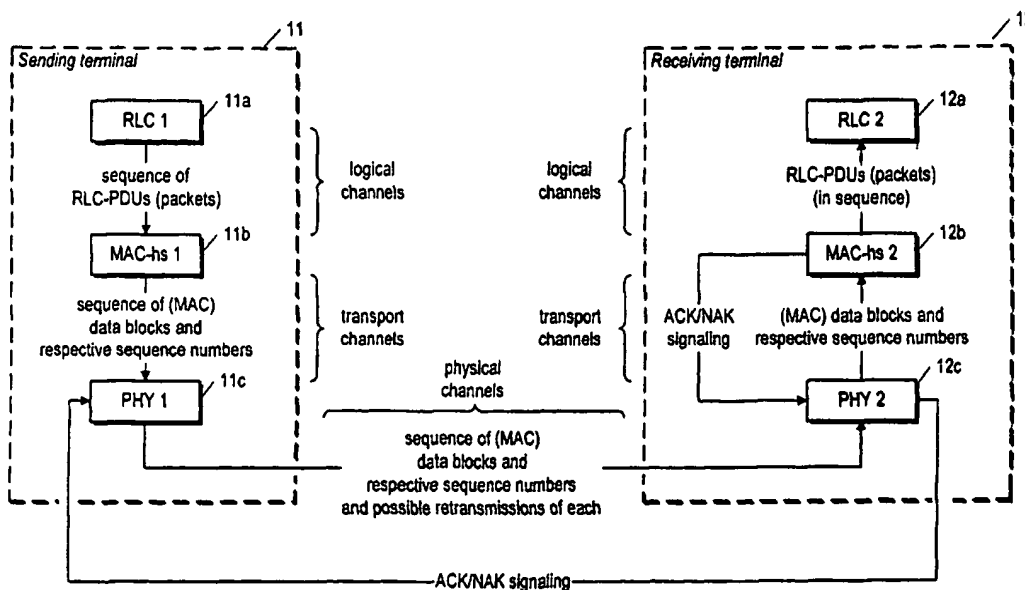 11
Sending terminal
11a
RLC 1
sequence of
RLC-PDUs (packets)
11b
MAC-hs 1
sequence of (MAC)
data blocks and
respective sequence numbers
11c
PHY 1
logical
channels
transport
channels
physical
channels
sequence of (MAC)
data blocks and
respective sequence numbers
and possible retransmissions of each
logical
channels
transport
channels
Receiving terminal
12a
RLC 2
RLC-PDUs (packets)
(in sequence)
12b
MAC-hs 2
ACK/NAK
signaling
(MAC) data blocks and
respective sequence numbers
12c
PHY 2
ACK/NAK signaling